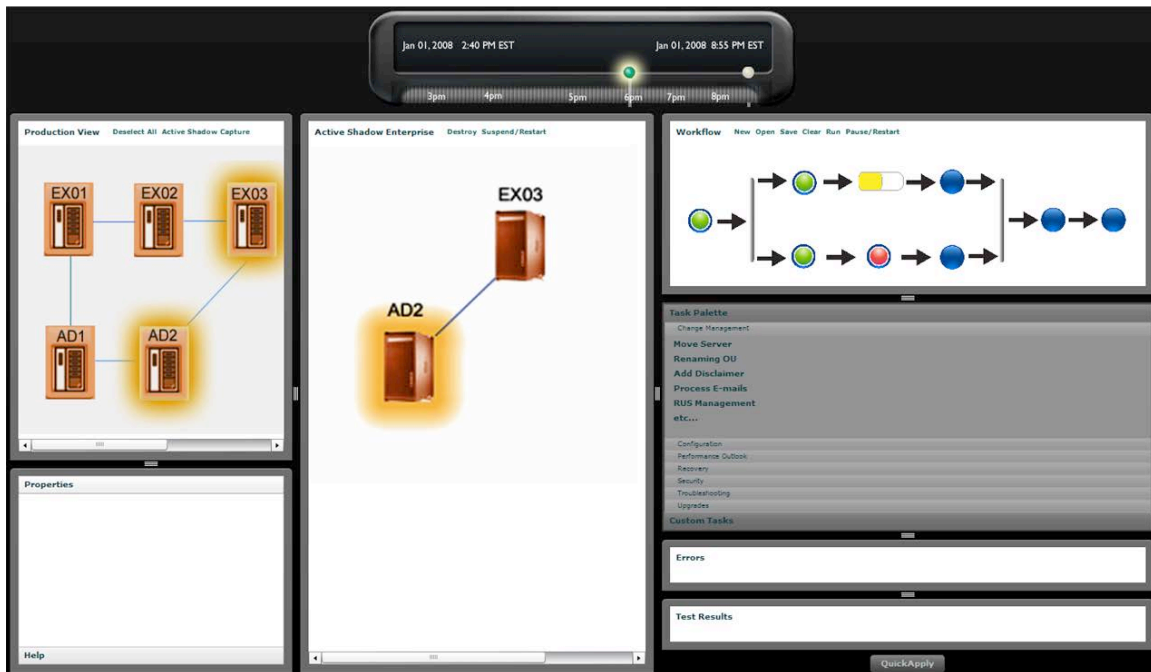 Jan 01, 2008 2:40 PM EST
Jan 01, 2008 8:55 PM EST
3pm 4pm 5pm 6pm 7pm 8pm
Production View Deselect All Active Shadow Capture
EX01 EX02 EX03
AD1 AD2
Properties
Help
Active Shadow Enterprise Destroy Suspend/Restart
EX03
AD2
Workflow New Open Save Clear Run Pause/Restart
Task Palette
Change Management
Move Server
Renaming OU
Add Disclaimer
Process E-mails
RUS Management
etc...
Configuration
Performance Outlook
Recovery
Security
Troubleshooting
Upgrades
Custom Tasks
Errors
Test Results
QuickApply